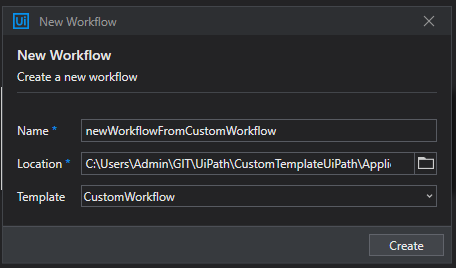 Ui New Workflow
New Workflow
Create a new workflow
Name * newWorkflowFromCustomWorkflow
Location * C:\Users\Admin\GIT\UiPath\CustomTemplateUiPath\Applic
Template CustomWorkflow
Create